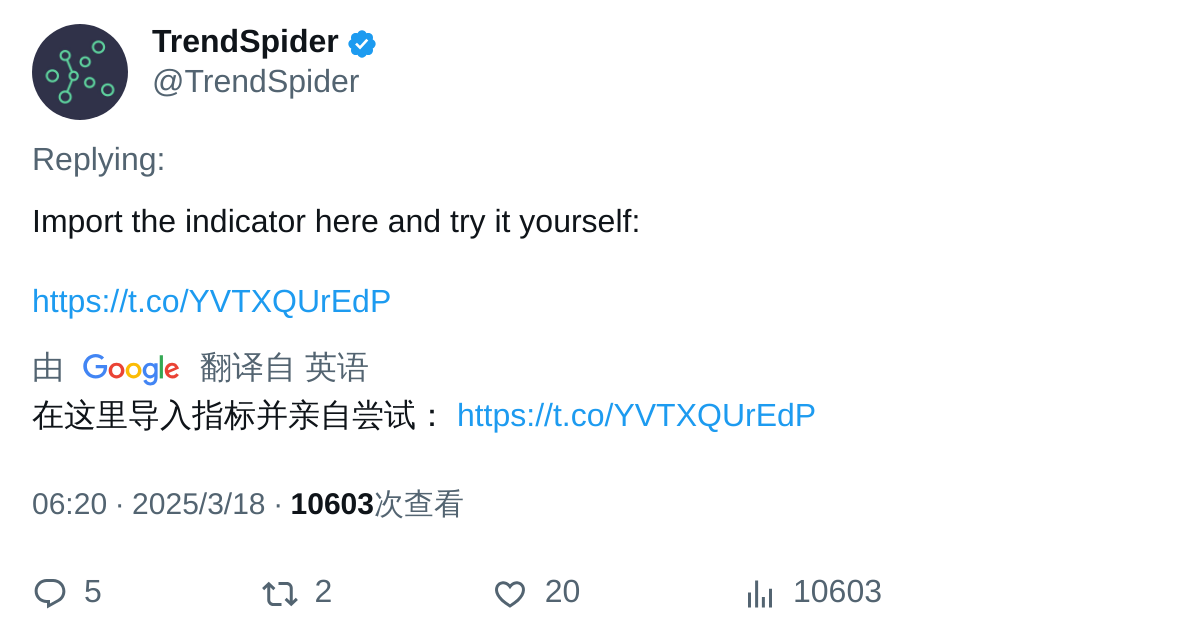 TrendSpider
@TrendSpider
Replying:
Import the indicator here and try it yourself:
https://t.co/YVTXQUrEdP
由 Google 翻译自 英语
在这里导入指标并亲自尝试： https://t.co/YVTXQUrEdP
06:20 · 2025/3/18 · 10603次查看
5 2 20 10603